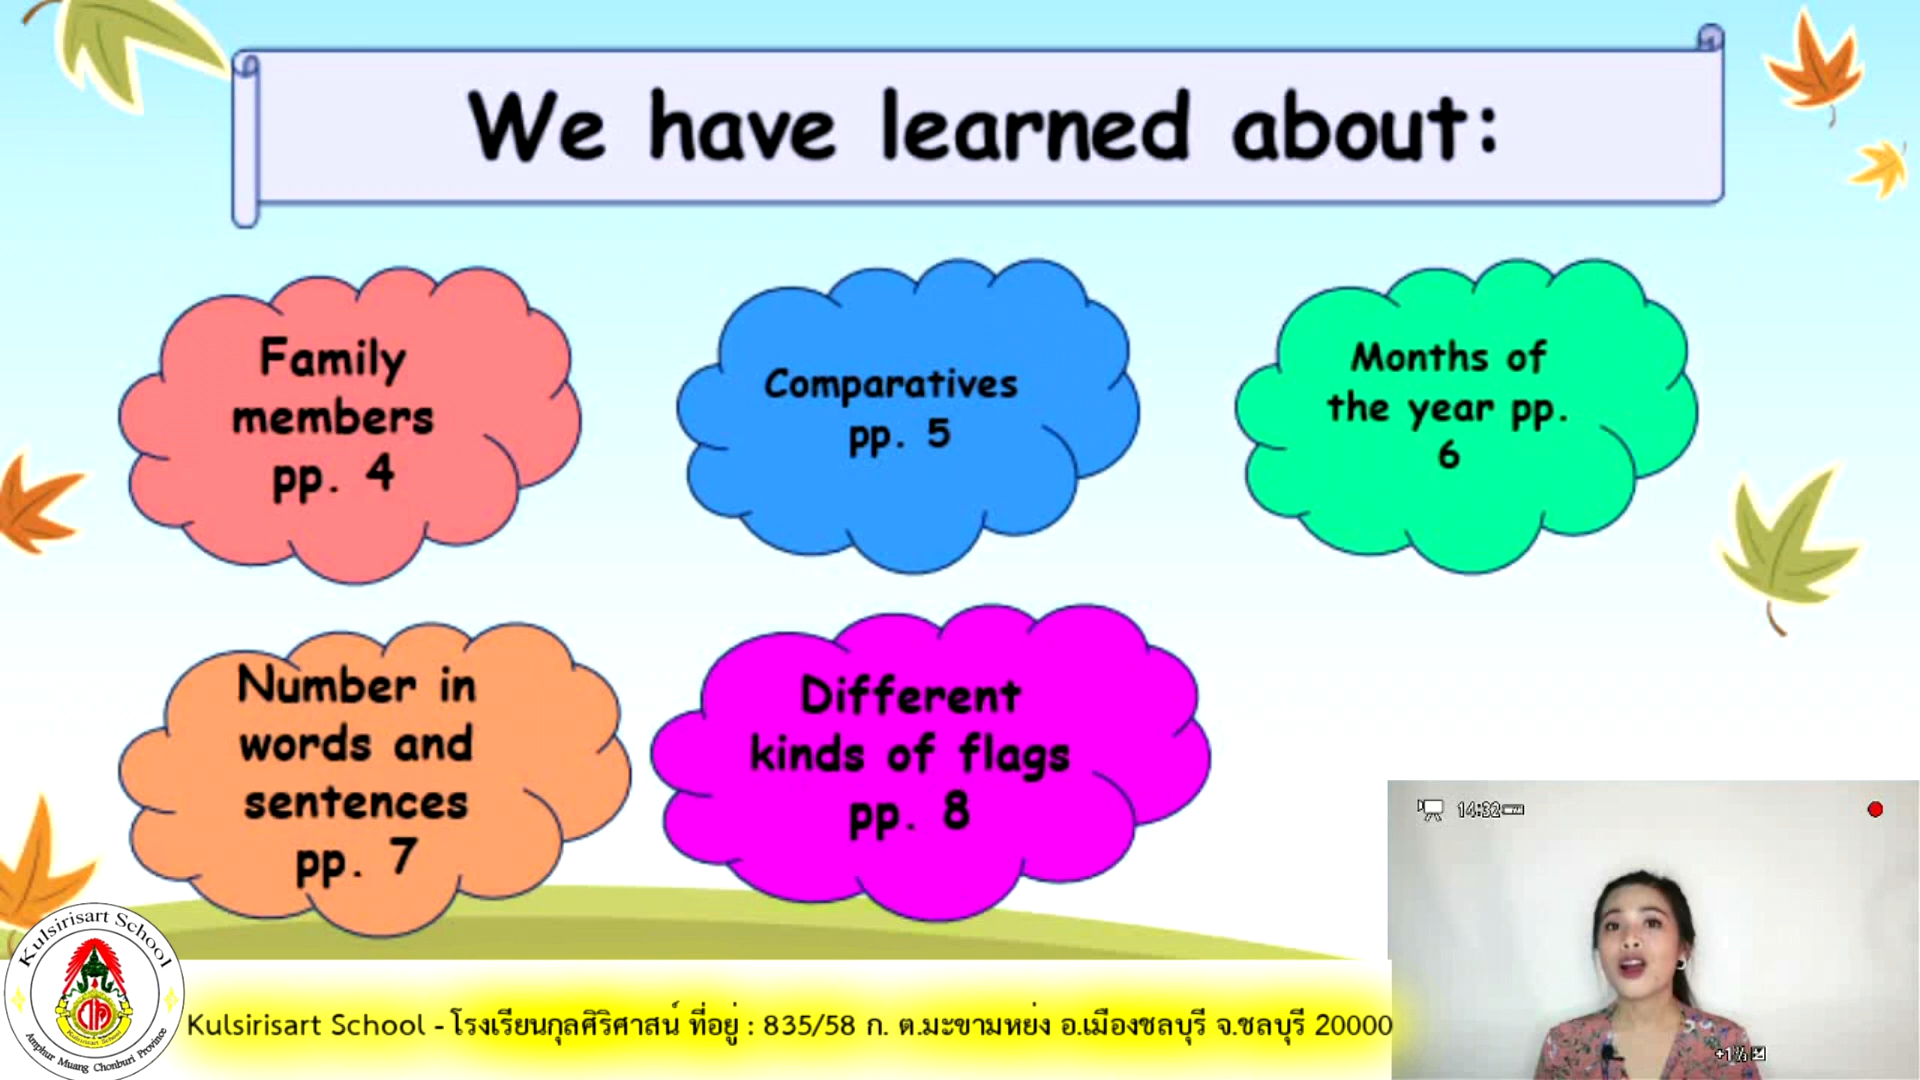 We have learned about:
Family
members
pp. 4
Comparatives
pp. 5
Months of
the year pp.
6
Number in
words and
sentences
pp. 7
Different
kinds of flags
pp. 8
14:32
Kulsirisart School
Amphur Muang Chonburi Province
Kulsirisart School - โรงเรียนกุลศิริศาสน์ ที่อยู่ : 835/58 ก. ต.มะขามหย่ง อ.เมืองชลบุรี จ.ชลบุรี 20000